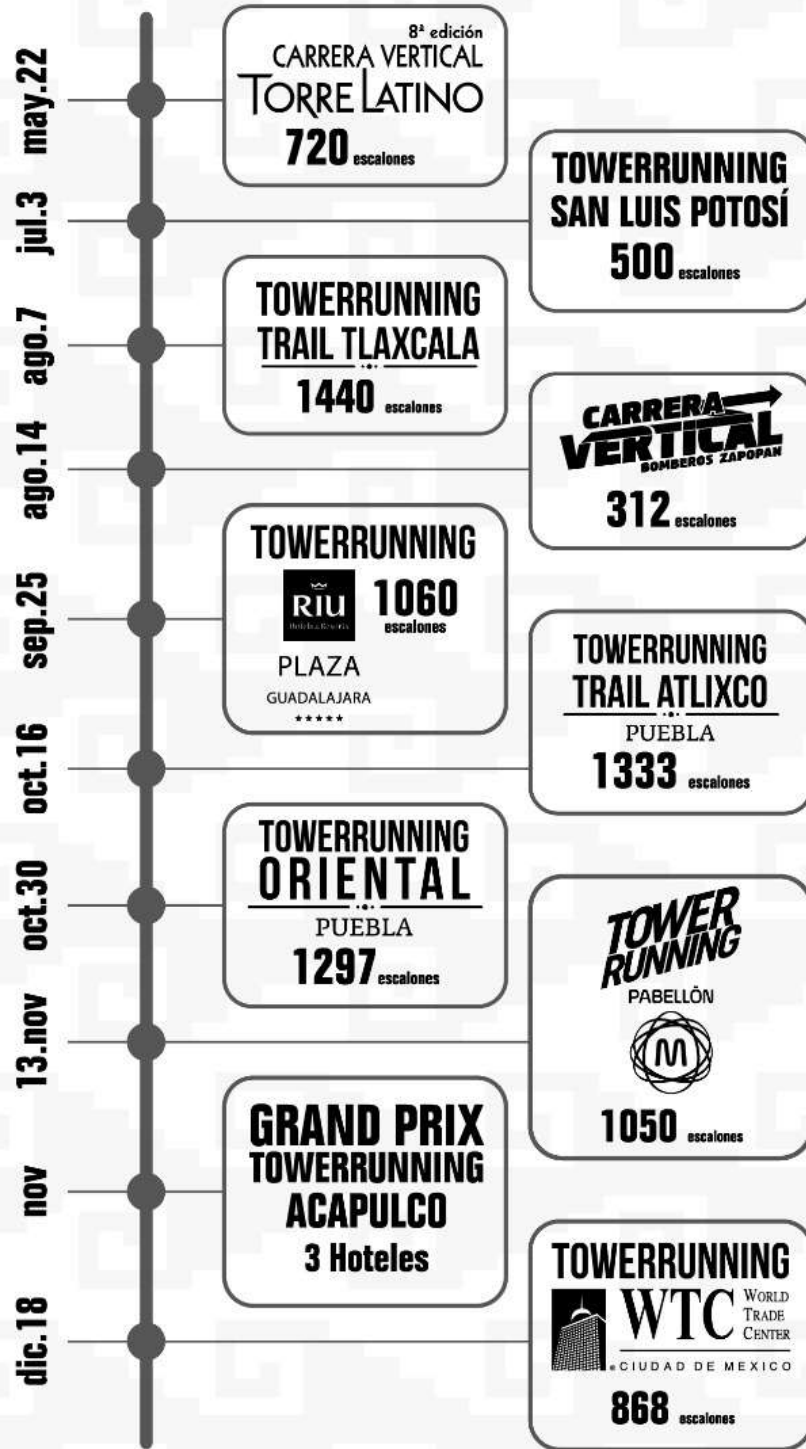 may.22
8ª edición
CARRERA VERTICAL
TORRE LATINO
720 escalones
jul.3
TOWERRUNNING
SAN LUIS POTOSÍ
500 escalones
ago.7
TOWERRUNNING
TRAIL TLAXCALA
1440 escalones
ago.14
CARRERA
VERTICAL
BOMBEROS ZAPOPAN
312 escalones
sep.25
TOWERRUNNING
RIU
1060
escalones
PLAZA
GUADALAJARA
★★★★★
oct.16
TOWERRUNNING
TRAIL ATLIXCO
PUEBLA
1333 escalones
oct.30
TOWERRUNNING
ORIENTAL
PUEBLA
1297 escalones
13.nov
TOWER
RUNNING
PABELLÓN
M
1050 escalones
nov
GRAND PRIX
TOWERRUNNING
ACAPULCO
3 Hoteles
dic.18
TOWERRUNNING
WTC
WORLD
TRADE
CENTER
CIUDAD DE MEXICO
868 escalones